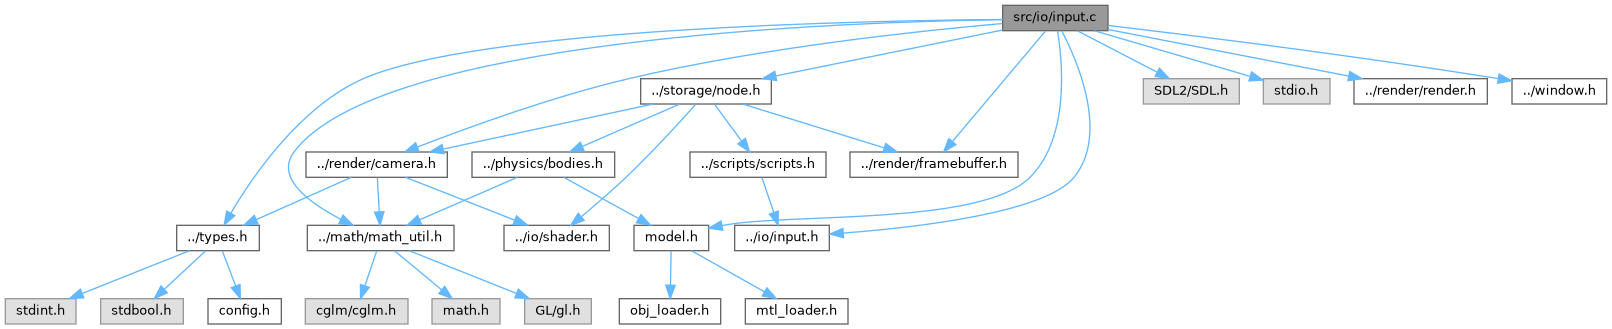 src/io/input.c
../storage/node.h
SDL2/SDL.h
stdio.h
../render/render.h
../window.h
../render/camera.h
../physics/bodies.h
../scripts/scripts.h
../render/framebuffer.h
../types.h
../math/math_util.h
../io/shader.h
model.h
../io/input.h
stdint.h
stdbool.h
config.h
cglm/cglm.h
math.h
GL/gl.h
obj_loader.h
mtl_loader.h